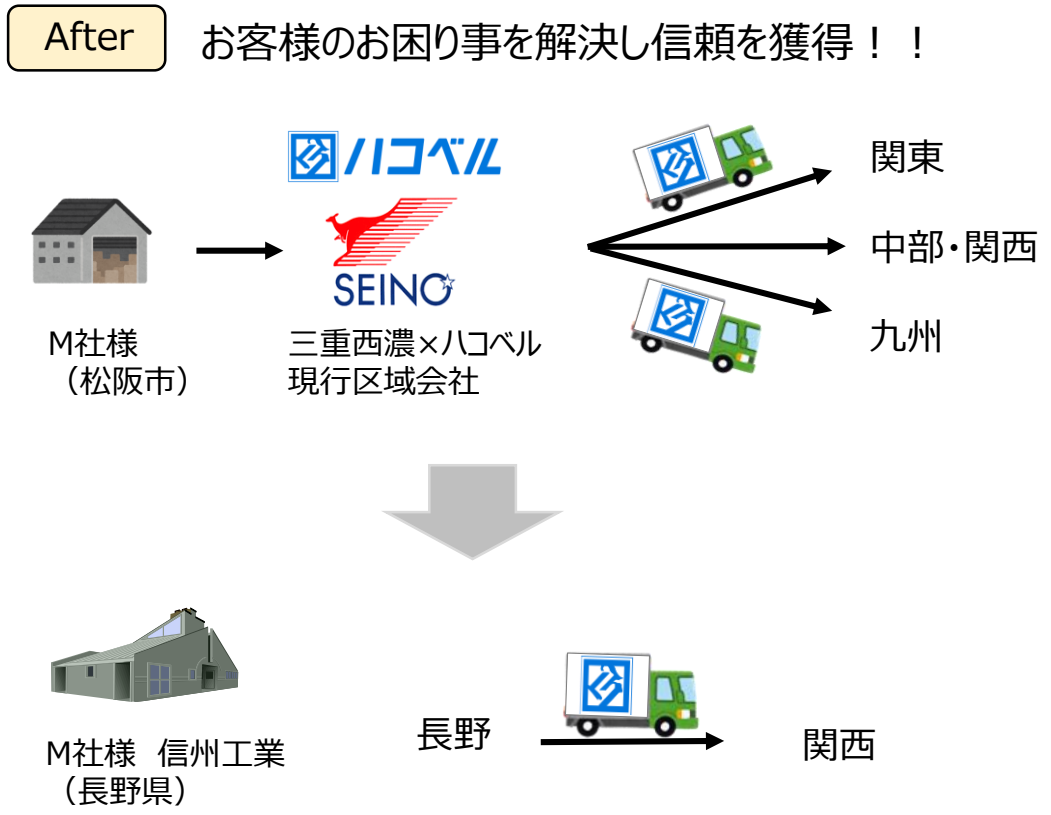 After
お客様のお困り事を解決し信頼を獲得！！
ハコベル
SEINO
関東
中部・関西
九州
M社様
（松阪市）
三重西濃×ハコベル
現行区域会社
M社様　信州工業
（長野県）
長野
関西